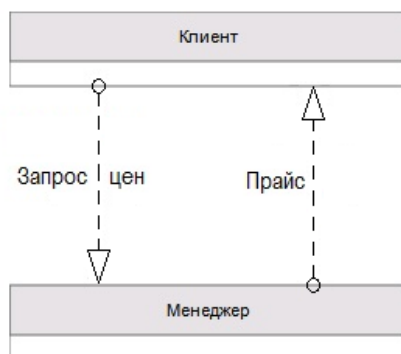 Клиент
Запрос цен
Прайс
Менеджер